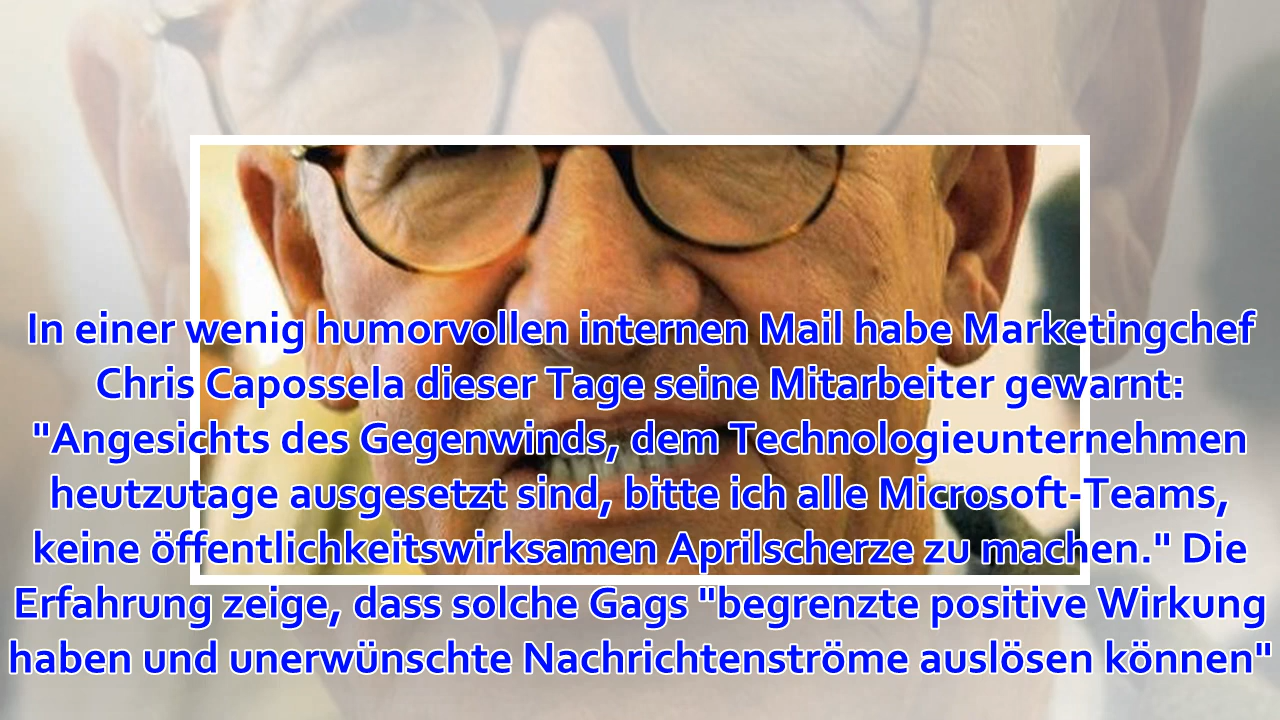 In einer wenig humorvollen internen Mail habe Marketingchef
Chris Capossela dieser Tage seine Mitarbeiter gewarnt:
"Angesichts des Gegenwinds, dem Technologieunternehmen
heutzutage ausgesetzt sind, bitte ich alle Microsoft-Teams,
keine öffentlichkeitswirksamen Aprilscherze zu machen." Die
Erfahrung zeige, dass solche Gags "begrenzte positive Wirkung
haben und unerwünschte Nachrichtenströme auslösen können"